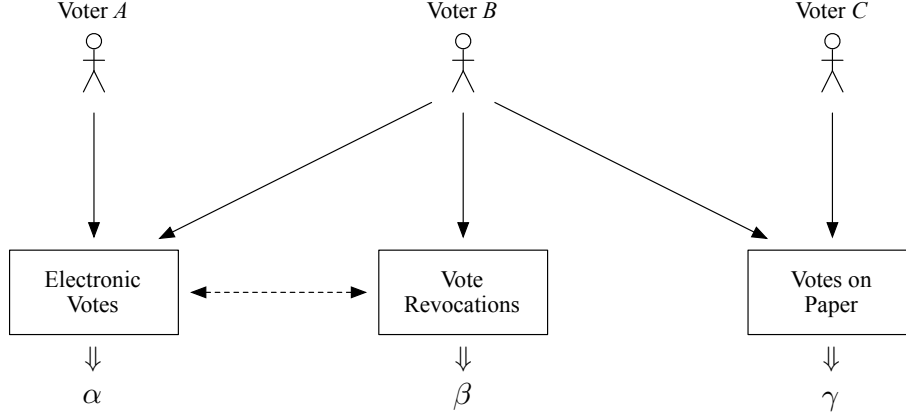 Voter A
Voter B
Voter C
Electronic
Votes
Vote
Revocations
Votes on
Paper
⇓
⇓
⇓
α
β
γ